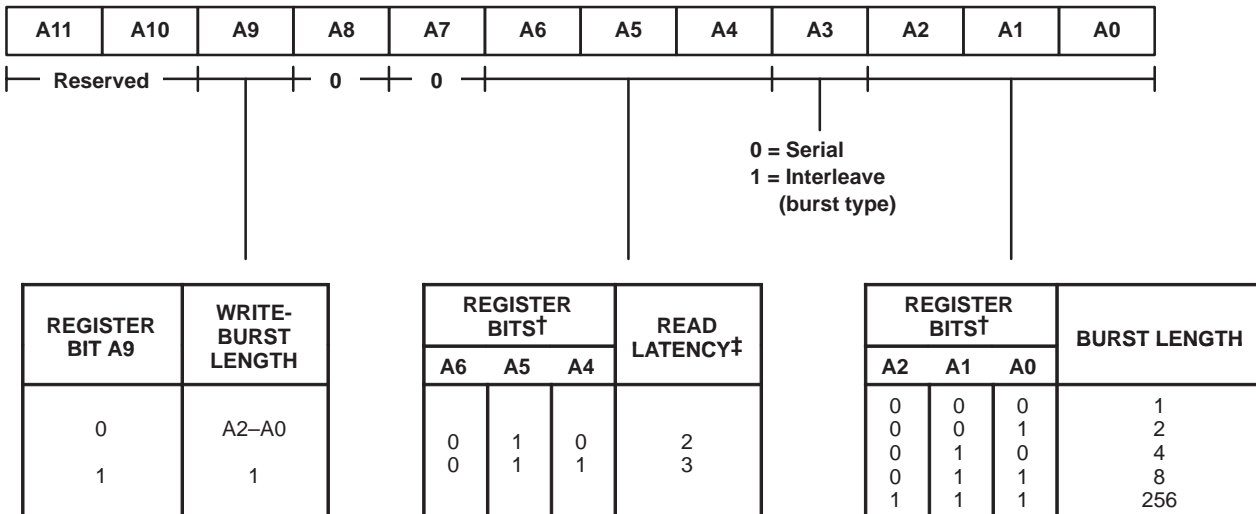 A11 A10 A9 A8 A7 A6 A5 A4 A3 A2 A1 A0
Reserved 0 0
0 = Serial
1 = Interleave
(burst type)
REGISTER BIT A9 WRITE-BURST LENGTH
0 A2–A0
1 1
REGISTER BITS† READ LATENCY‡
A6 A5 A4
0 1 0 2
0 1 1 3
REGISTER BITS† BURST LENGTH
A2 A1 A0
0 0 0 1
0 0 1 2
0 1 0 4
0 1 1 8
1 1 1 256